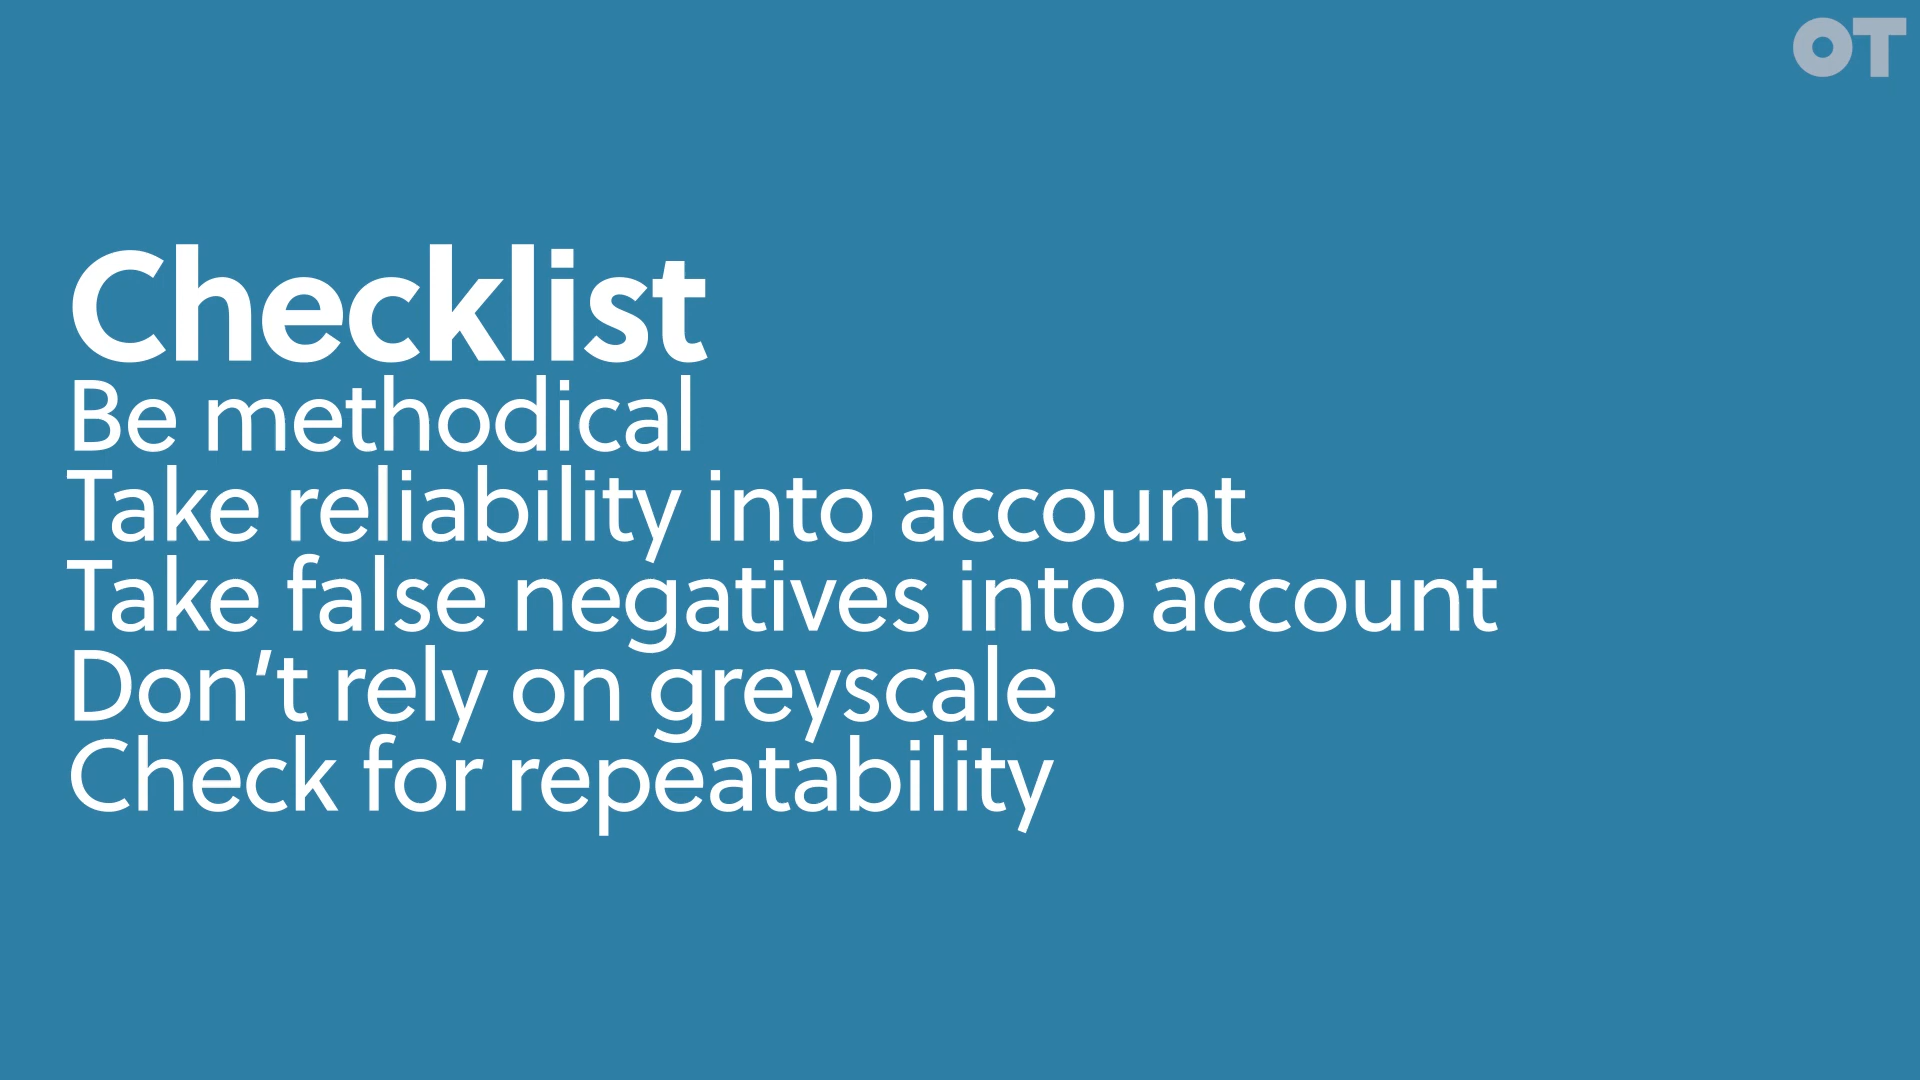 OT
Checklist
Be methodical
Take reliability into account
Take false negatives into account
Don’t rely on greyscale
Check for repeatability